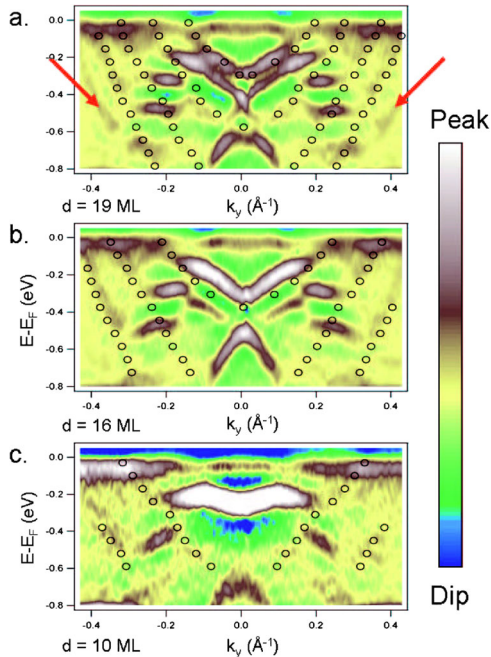 a.
0.0
-0.2
-0.4
-0.6
-0.8
-0.4 -0.2 0.0 0.2 0.4
d = 19 ML
k_y (Å⁻¹)
b.
E-E_F (eV)
0.0
-0.2
-0.4
-0.6
-0.8
-0.4 -0.2 0.0 0.2 0.4
d = 16 ML
k_y (Å⁻¹)
c.
E-E_F (eV)
0.0
-0.2
-0.4
-0.6
-0.8
-0.4 -0.2 0.0 0.2 0.4
d = 10 ML
k_y (Å⁻¹)
Peak
Dip